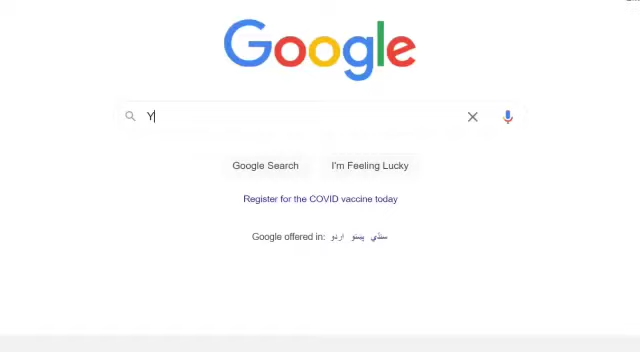 Google
Y
Google Search I'm Feeling Lucky
Register for the COVID vaccine today
Google offered in: اردو پښتو سنڌي